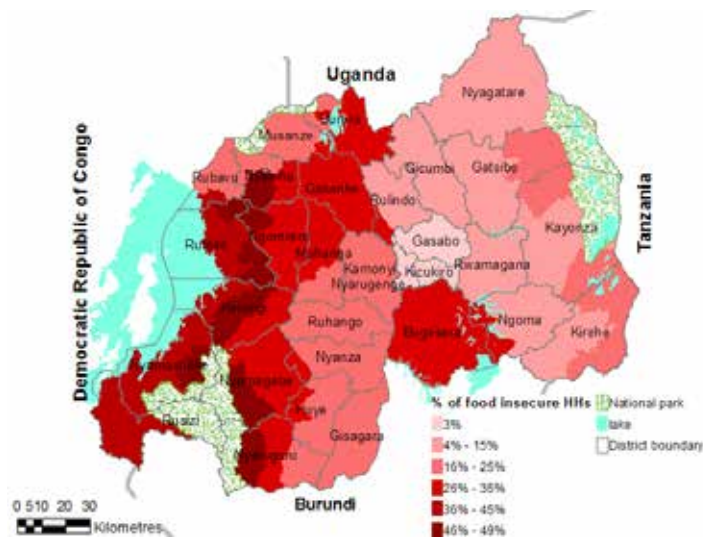 Uganda
Nyagatare
Burera
Musanze
Gicumbi
Gatsibo
Rubavu
Gakenke
Rulindo
Kayonza
Tanzania
Democratic Republic of Congo
Gasabo
Muhanga
Kamony
Kicukiro
Rwamagana
Nyarugenge
Ngoma
Kirehe
Ruhango
Bugesera
Nyanza
Nyamagabe
Rusizi
Huye
Gisagara
Nyaruguru
Burundi
% of food insecure HHs
3%
4% - 15%
16% - 25%
26% - 35%
36% - 45%
46% - 49%
National park
lake
District boundary
0 5 10 20 30
Kilometres